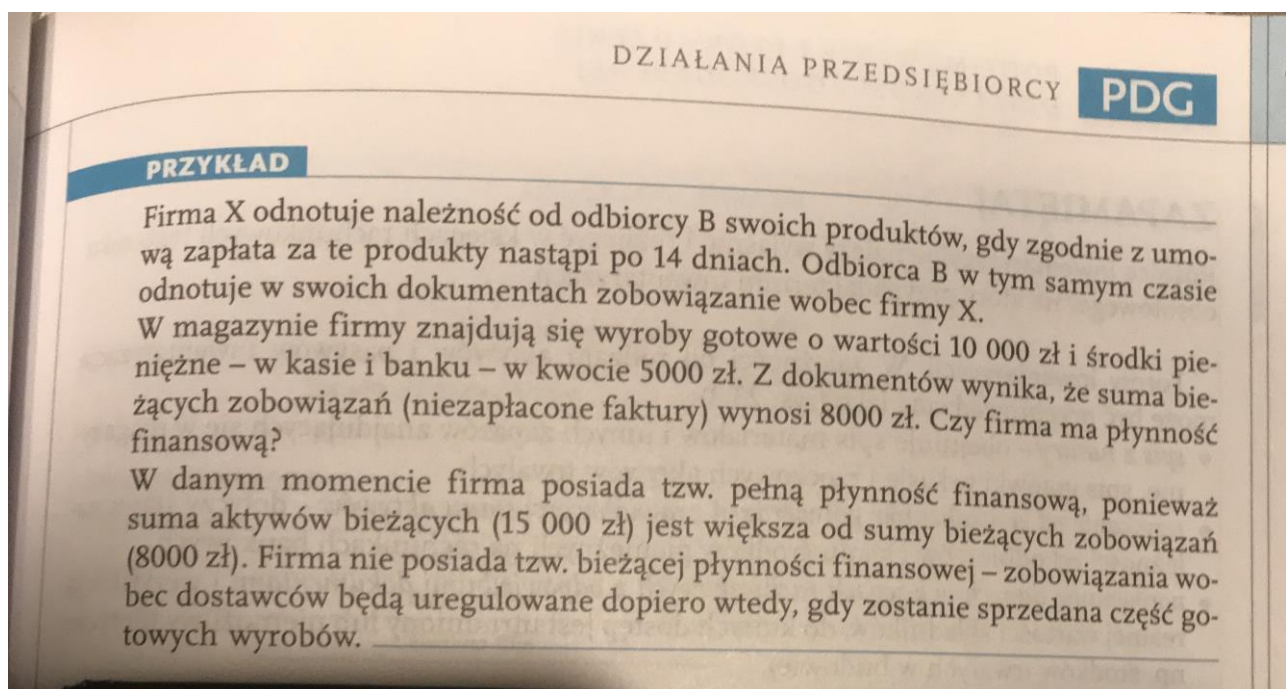 DZIAŁANIA PRZEDSIĘBIORCY PDG
PRZYKŁAD
Firma X odnotuje należność od odbiorcy B swoich produktów, gdy zgodnie z umo-
wą zapłata za te produkty nastąpi po 14 dniach. Odbiorca B w tym samym czasie
odnotuje w swoich dokumentach zobowiązanie wobec firmy X.
W magazynie firmy znajdują się wyroby gotowe o wartości 10 000 zł i środki pie-
niężne – w kasie i banku – w kwocie 5000 zł. Z dokumentów wynika, że suma bie-
żących zobowiązań (niezapłacone faktury) wynosi 8000 zł. Czy firma ma płynność
finansową?
W danym momencie firma posiada tzw. pełną płynność finansową, ponieważ
suma aktywów bieżących (15 000 zł) jest większa od sumy bieżących zobowiązań
(8000 zł). Firma nie posiada tzw. bieżącej płynności finansowej – zobowiązania wo-
bec dostawców będą uregulowane dopiero wtedy, gdy zostanie sprzedana część go-
towych wyrobów.